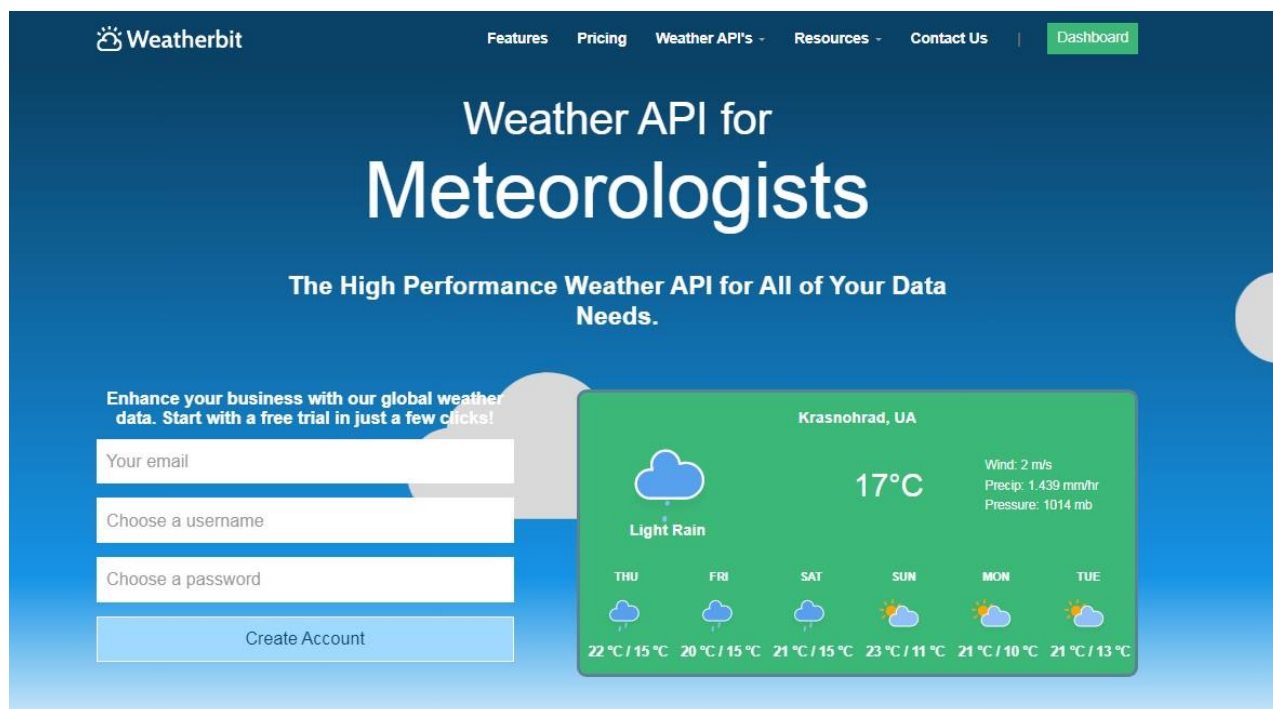 Weatherbit
Features Pricing Weather API's Resources Contact Us | Dashboard
Weather API for
Meteorologists
The High Performance Weather API for All of Your Data
Needs.
Enhance your business with our global weather
data. Start with a free trial in just a few clicks!
Your email
Choose a username
Choose a password
Create Account
Krasnohrad, UA
Light Rain
17°C
Wind: 2 m/s
Precip: 1.439 mm/hr
Pressure: 1014 mb
THU FRI SAT SUN MON TUE
22 °C / 15 °C 20 °C / 15 °C 21 °C / 15 °C 23 °C / 11 °C 21 °C / 10 °C 21 °C / 13 °C